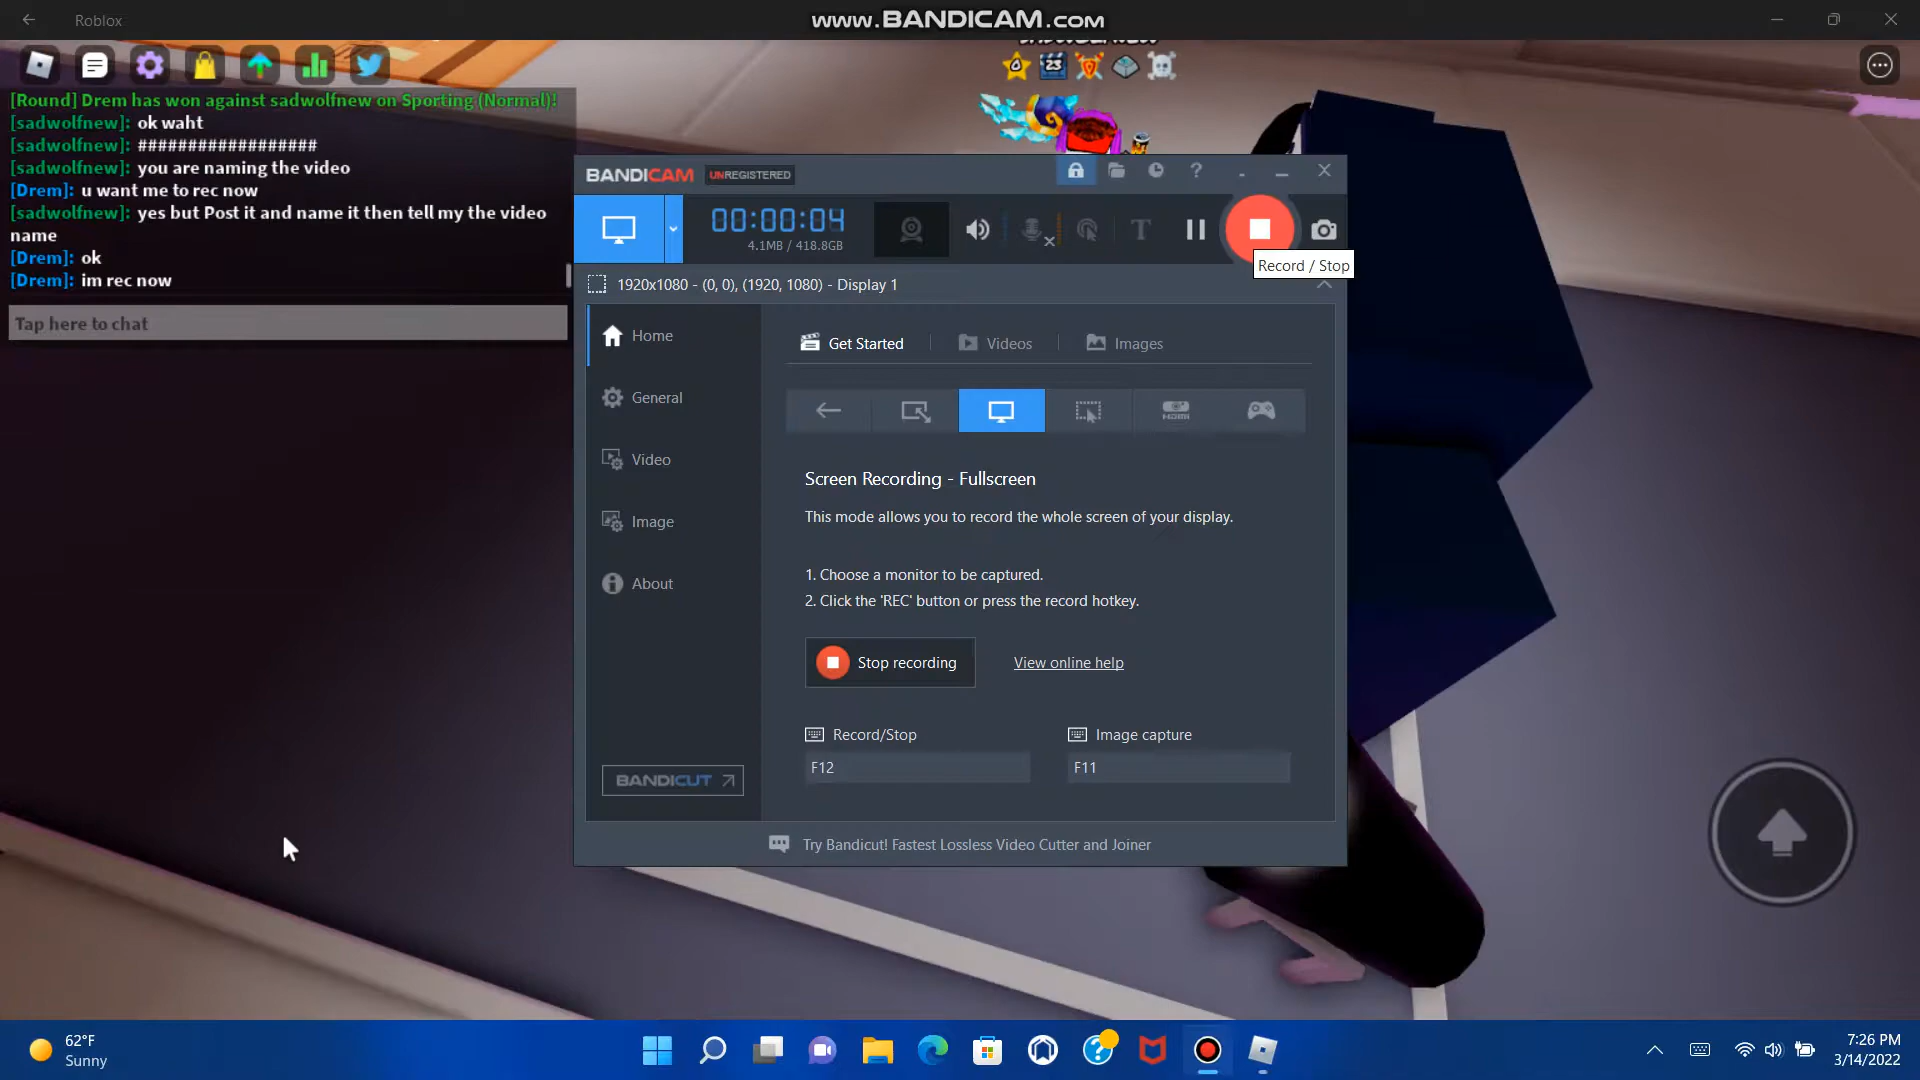 Roblox
www.BANDICAM.com
[Round] Drem has won against sadwolfnew on Sporting (Normal)!
[sadwolfnew]: ok waht
[sadwolfnew]: ##################
[sadwolfnew]: you are naming the video
[Drem]: u want me to rec now
[sadwolfnew]: yes but Post it and name it then tell my the video
name
[Drem]: ok
[Drem]: im rec now
Tap here to chat
23
BANDICAM UNREGISTERED
00:00:04
4.1MB / 418.8GB
Record / Stop
1920x1080 - (0, 0), (1920, 1080) - Display 1
Home
General
Video
Image
About
BANDICUT
Get Started
Videos
Images
HDMI
Screen Recording - Fullscreen
This mode allows you to record the whole screen of your display.
1. Choose a monitor to be captured.
2. Click the 'REC' button or press the record hotkey.
Stop recording
View online help
Record/Stop
Image capture
F12
F11
Try Bandicut! Fastest Lossless Video Cutter and Joiner
62°F
Sunny
7:26 PM
3/14/2022